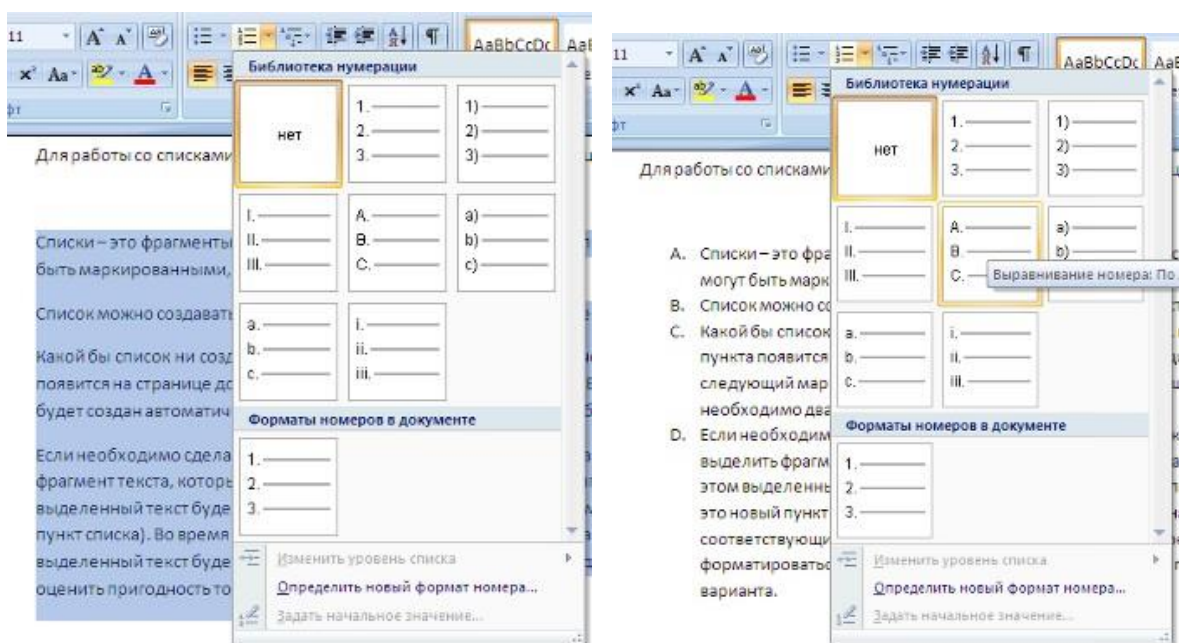 11
Aa
AaBbCcDc Aa
Библиотека нумерации
нет
1.
2.
3.
1)
2)
3)
I.
II.
III.
A.
B.
C.
a)
b)
c)
a.
b.
c.
i.
ii.
iii.
Форматы номеров в документе
1.
2.
3.
Изменить уровень списка
Определить новый формат номера...
Задать начальное значение...
Для работы со списками
Списки – это фрагменты
быть маркированными,
Список можно создавать
Какой бы список ни созд
появится на странице до
будет создан автоматич
Если необходимо сдела
фрагмент текста, которы
выделенный текст буде
пункт списка). Во время
выделенный текст буде
оценить пригодность то
11
Aa
AaBbCcDc Aa
Библиотека нумерации
нет
1.
2.
3.
1)
2)
3)
I.
II.
III.
A.
B.
C.
a)
b)
Выравнивание номера: По
a.
b.
c.
i.
ii.
iii.
Форматы номеров в документе
1.
2.
3.
Изменить уровень списка
Определить новый формат номера...
Задать начальное значение...
Для работы со списками
A. Списки – это фра
могут быть марк
B. Список можно со
C. Какой бы список
пункта появится
следующий мар
необходимо два
D. Если необходим
выделить фрагм
этом выделенны
это новый пункт
соответствующи
форматироватьс
варианта.